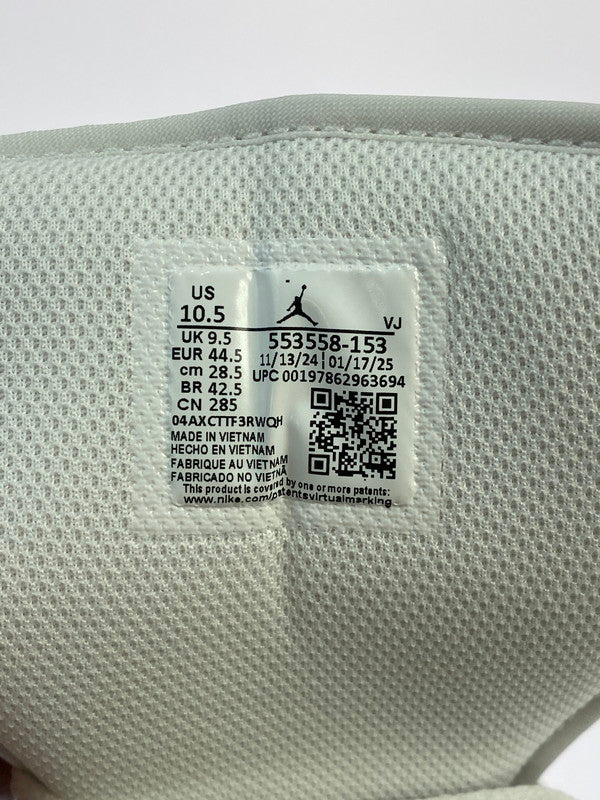 US
10.5
VJ
UK 9.5
553558-153
EUR 44.5
11/13/24 | 01/17/25
cm 28.5
UPC 00197862963694
BR 42.5
CN 285
04AXCTTF3RWQH
MADE IN VIETNAM
HECHO EN VIETNAM
FABRIQUE AU VIETNAM
FABRICADO NO VIETNÃ
This product is covered by one or more patents:
www.nike.com/patentsvirtualmarking